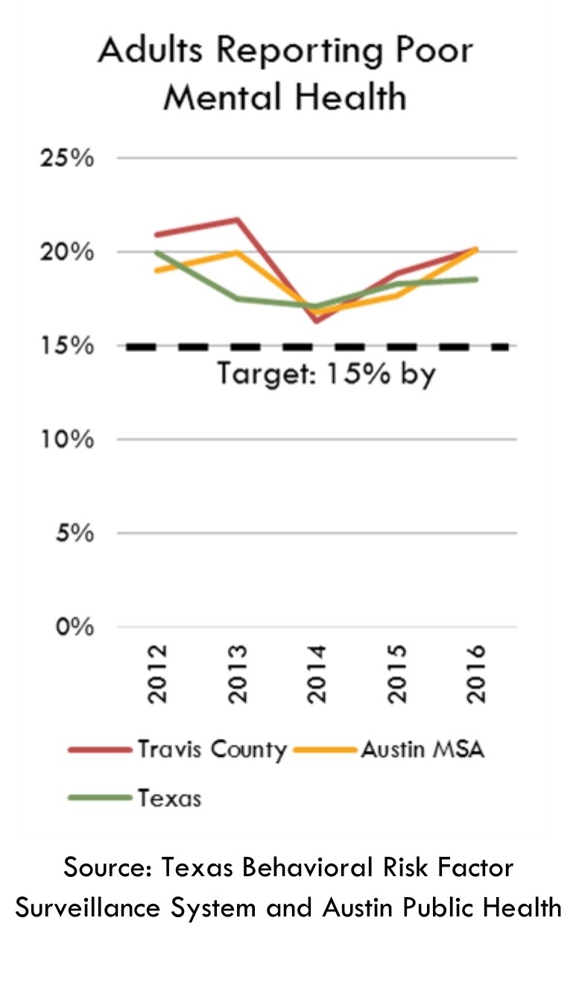 Adults Reporting Poor
Mental Health
25%
20%
15%
Target: 15% by
10%
5%
0%
2012 2013 2014 2015 2016
Travis County Austin MSA
Texas
Source: Texas Behavioral Risk Factor
Surveillance System and Austin Public Health